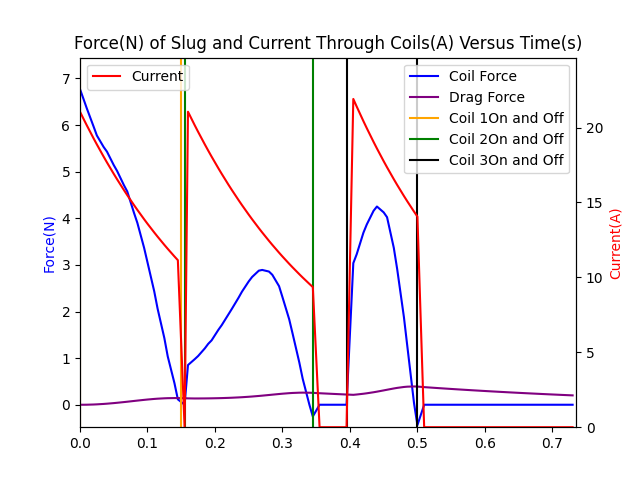 Force(N) of Slug and Current Through Coils(A) Versus Time(s)
Current
Coil Force
Drag Force
Coil 1On and Off
Coil 2On and Off
Coil 3On and Off
Force(N)
7
6
5
4
3
2
1
0
Current(A)
20
15
10
5
0
0.0 0.1 0.2 0.3 0.4 0.5 0.6 0.7